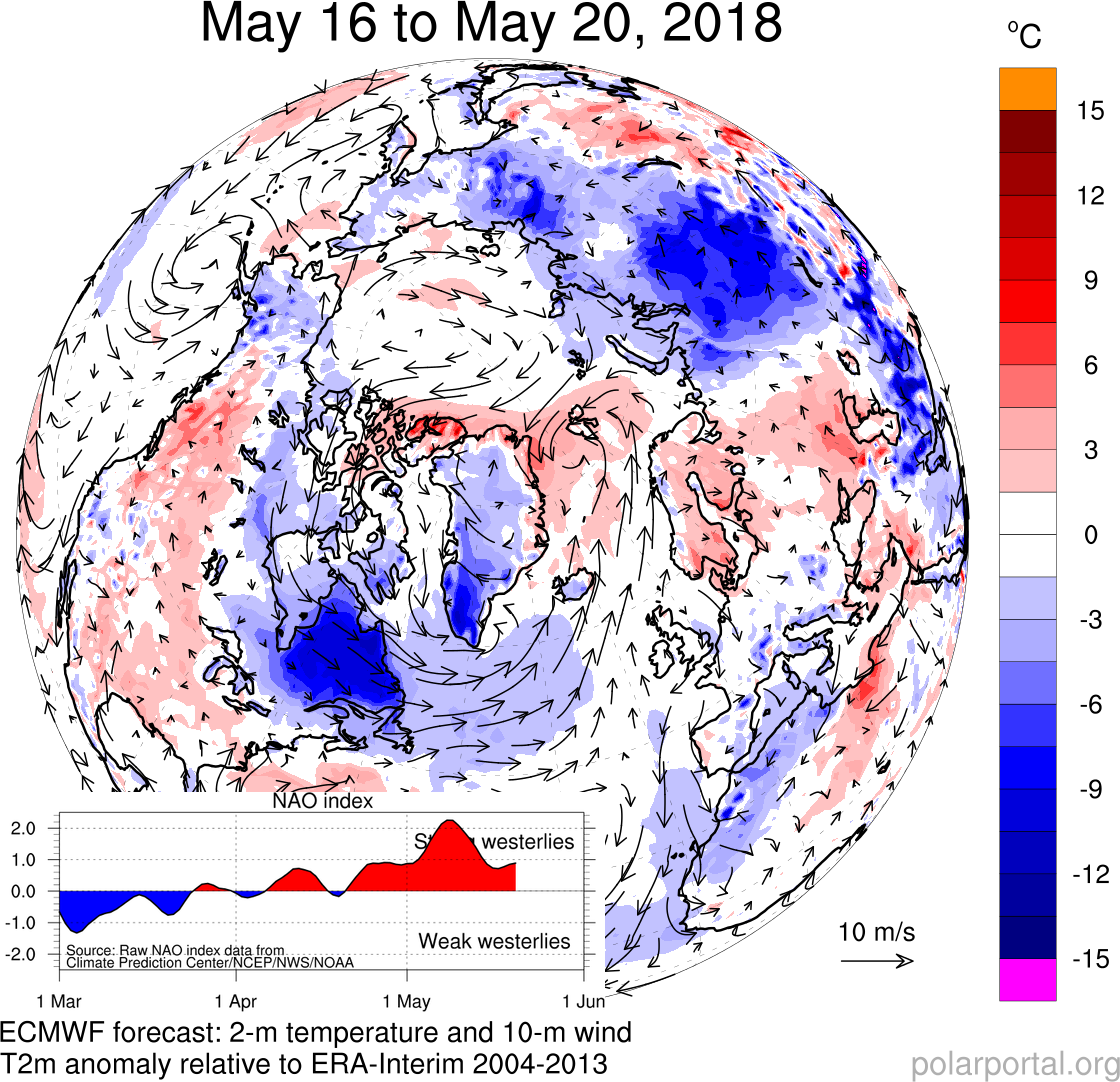 May 16 to May 20, 2018
oC
15
12
9
6
3
0
-3
-6
-9
-12
-15
NAO index
2.0
1.0
0.0
-1.0
-2.0
Strong westerlies
Weak westerlies
Source: Raw NAO index data from
Climate Prediction Center/NCEP/NWS/NOAA
1 Mar
1 Apr
1 May
1 Jun
10 m/s
ECMWF forecast: 2-m temperature and 10-m wind
T2m anomaly relative to ERA-Interim 2004-2013
polarportal.org